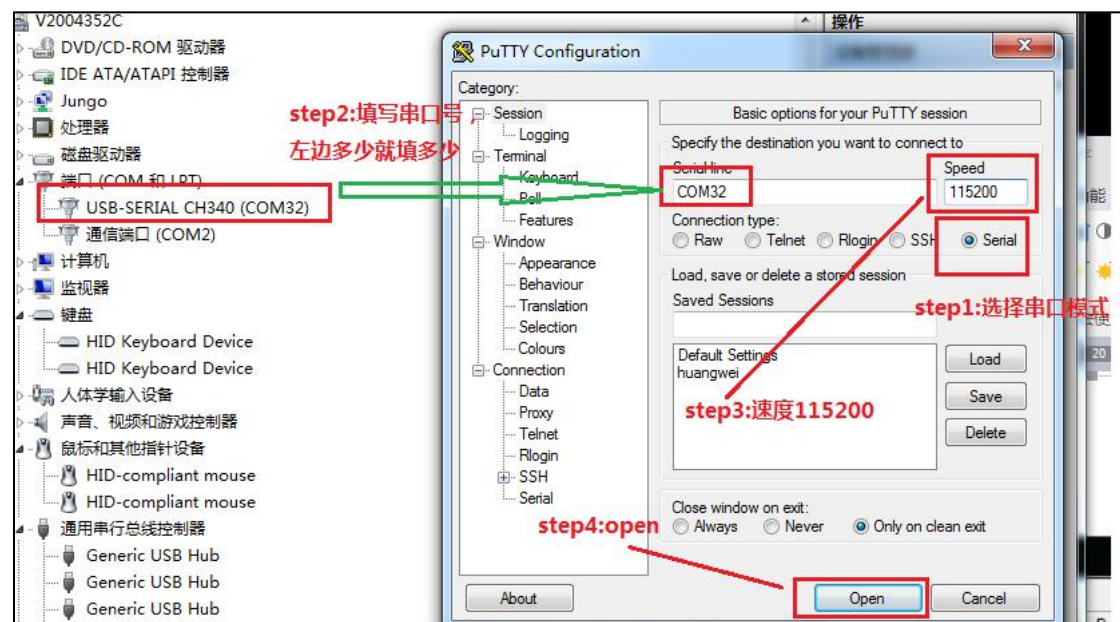 V2004352C
DVD/CD-ROM 驱动器
IDE ATA/ATAPI 控制器
Jungo
处理器
磁盘驱动器
端口 (COM 和 LPT)
USB-SERIAL CH340 (COM32)
通信端口 (COM2)
计算机
监视器
键盘
HID Keyboard Device
HID Keyboard Device
人体学输入设备
声音、视频和游戏控制器
鼠标和其他指针设备
HID-compliant mouse
HID-compliant mouse
通用串行总线控制器
Generic USB Hub
Generic USB Hub
Generic USB Hub
step2:填写串口号，
左边多少就填多少
操作
PuTTY Configuration
Category:
Session
Logging
Terminal
Keyboard
Bell
Features
Window
Appearance
Behaviour
Translation
Selection
Colours
Connection
Data
Proxy
Telnet
Rlogin
SSH
Serial
Basic options for your PuTTY session
Specify the destination you want to connect to
Serial line
Speed
COM32
115200
Connection type:
Raw
Telnet
Rlogin
SSH
Serial
step1:选择串口模式
Load, save or delete a stored session
Saved Sessions
Default Settings
huangwei
Load
Save
Delete
step3:速度115200
Close window on exit:
Always
Never
Only on clean exit
step4:open
About
Open
Cancel
能
20